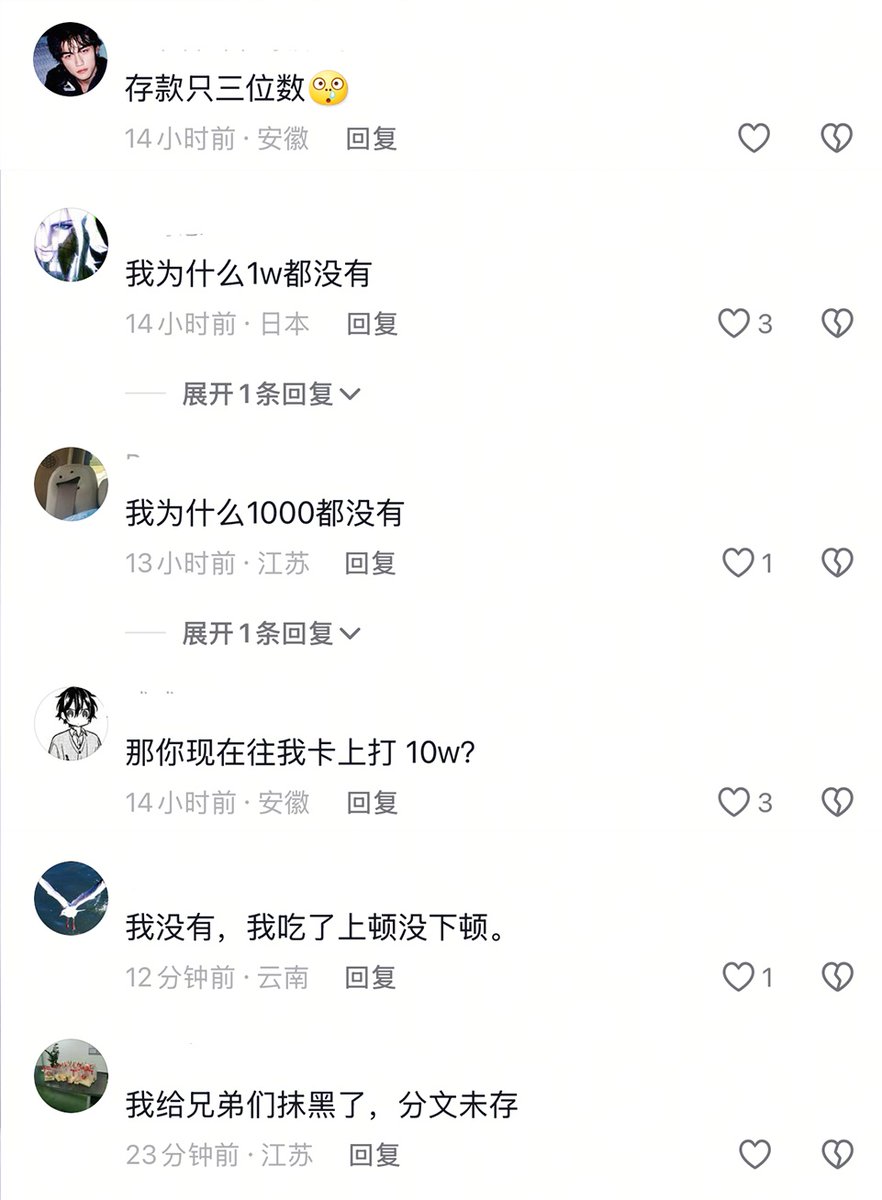 存款只三位数
14小时前·安徽 回复
我为什么1w都没有
14小时前·日本 回复
3
展开1条回复
我为什么1000都没有
13小时前·江苏 回复
1
展开1条回复
那你现在往我卡上打 10w?
14小时前·安徽 回复
3
我没有，我吃了上顿没下顿。
12分钟前·云南 回复
1
我给兄弟们抹黑了，分文未存
23分钟前·江苏 回复